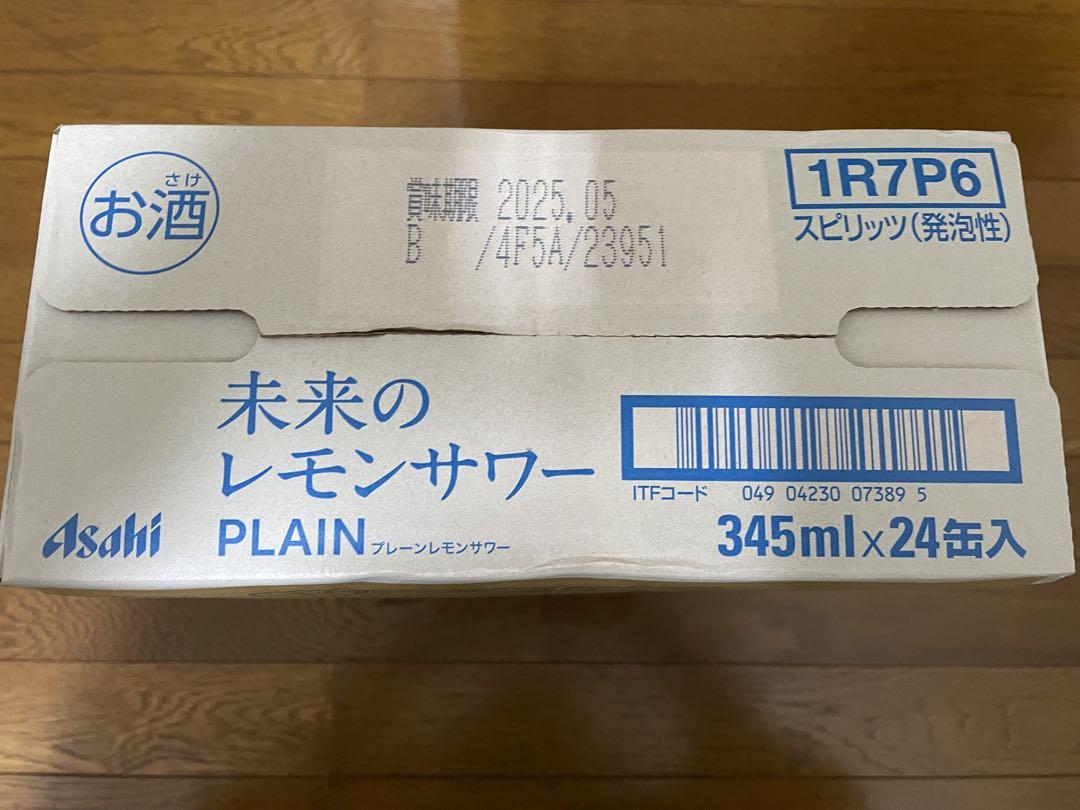 さけ
お酒
賞味期限 2025.05
B /4F5A/23951
1R7P6
スピリッツ(発泡性)
未来の
レモンサワー
Asahi
PLAIN プレーンレモンサワー
ITFコード 049 04230 07389 5
345ml×24缶入